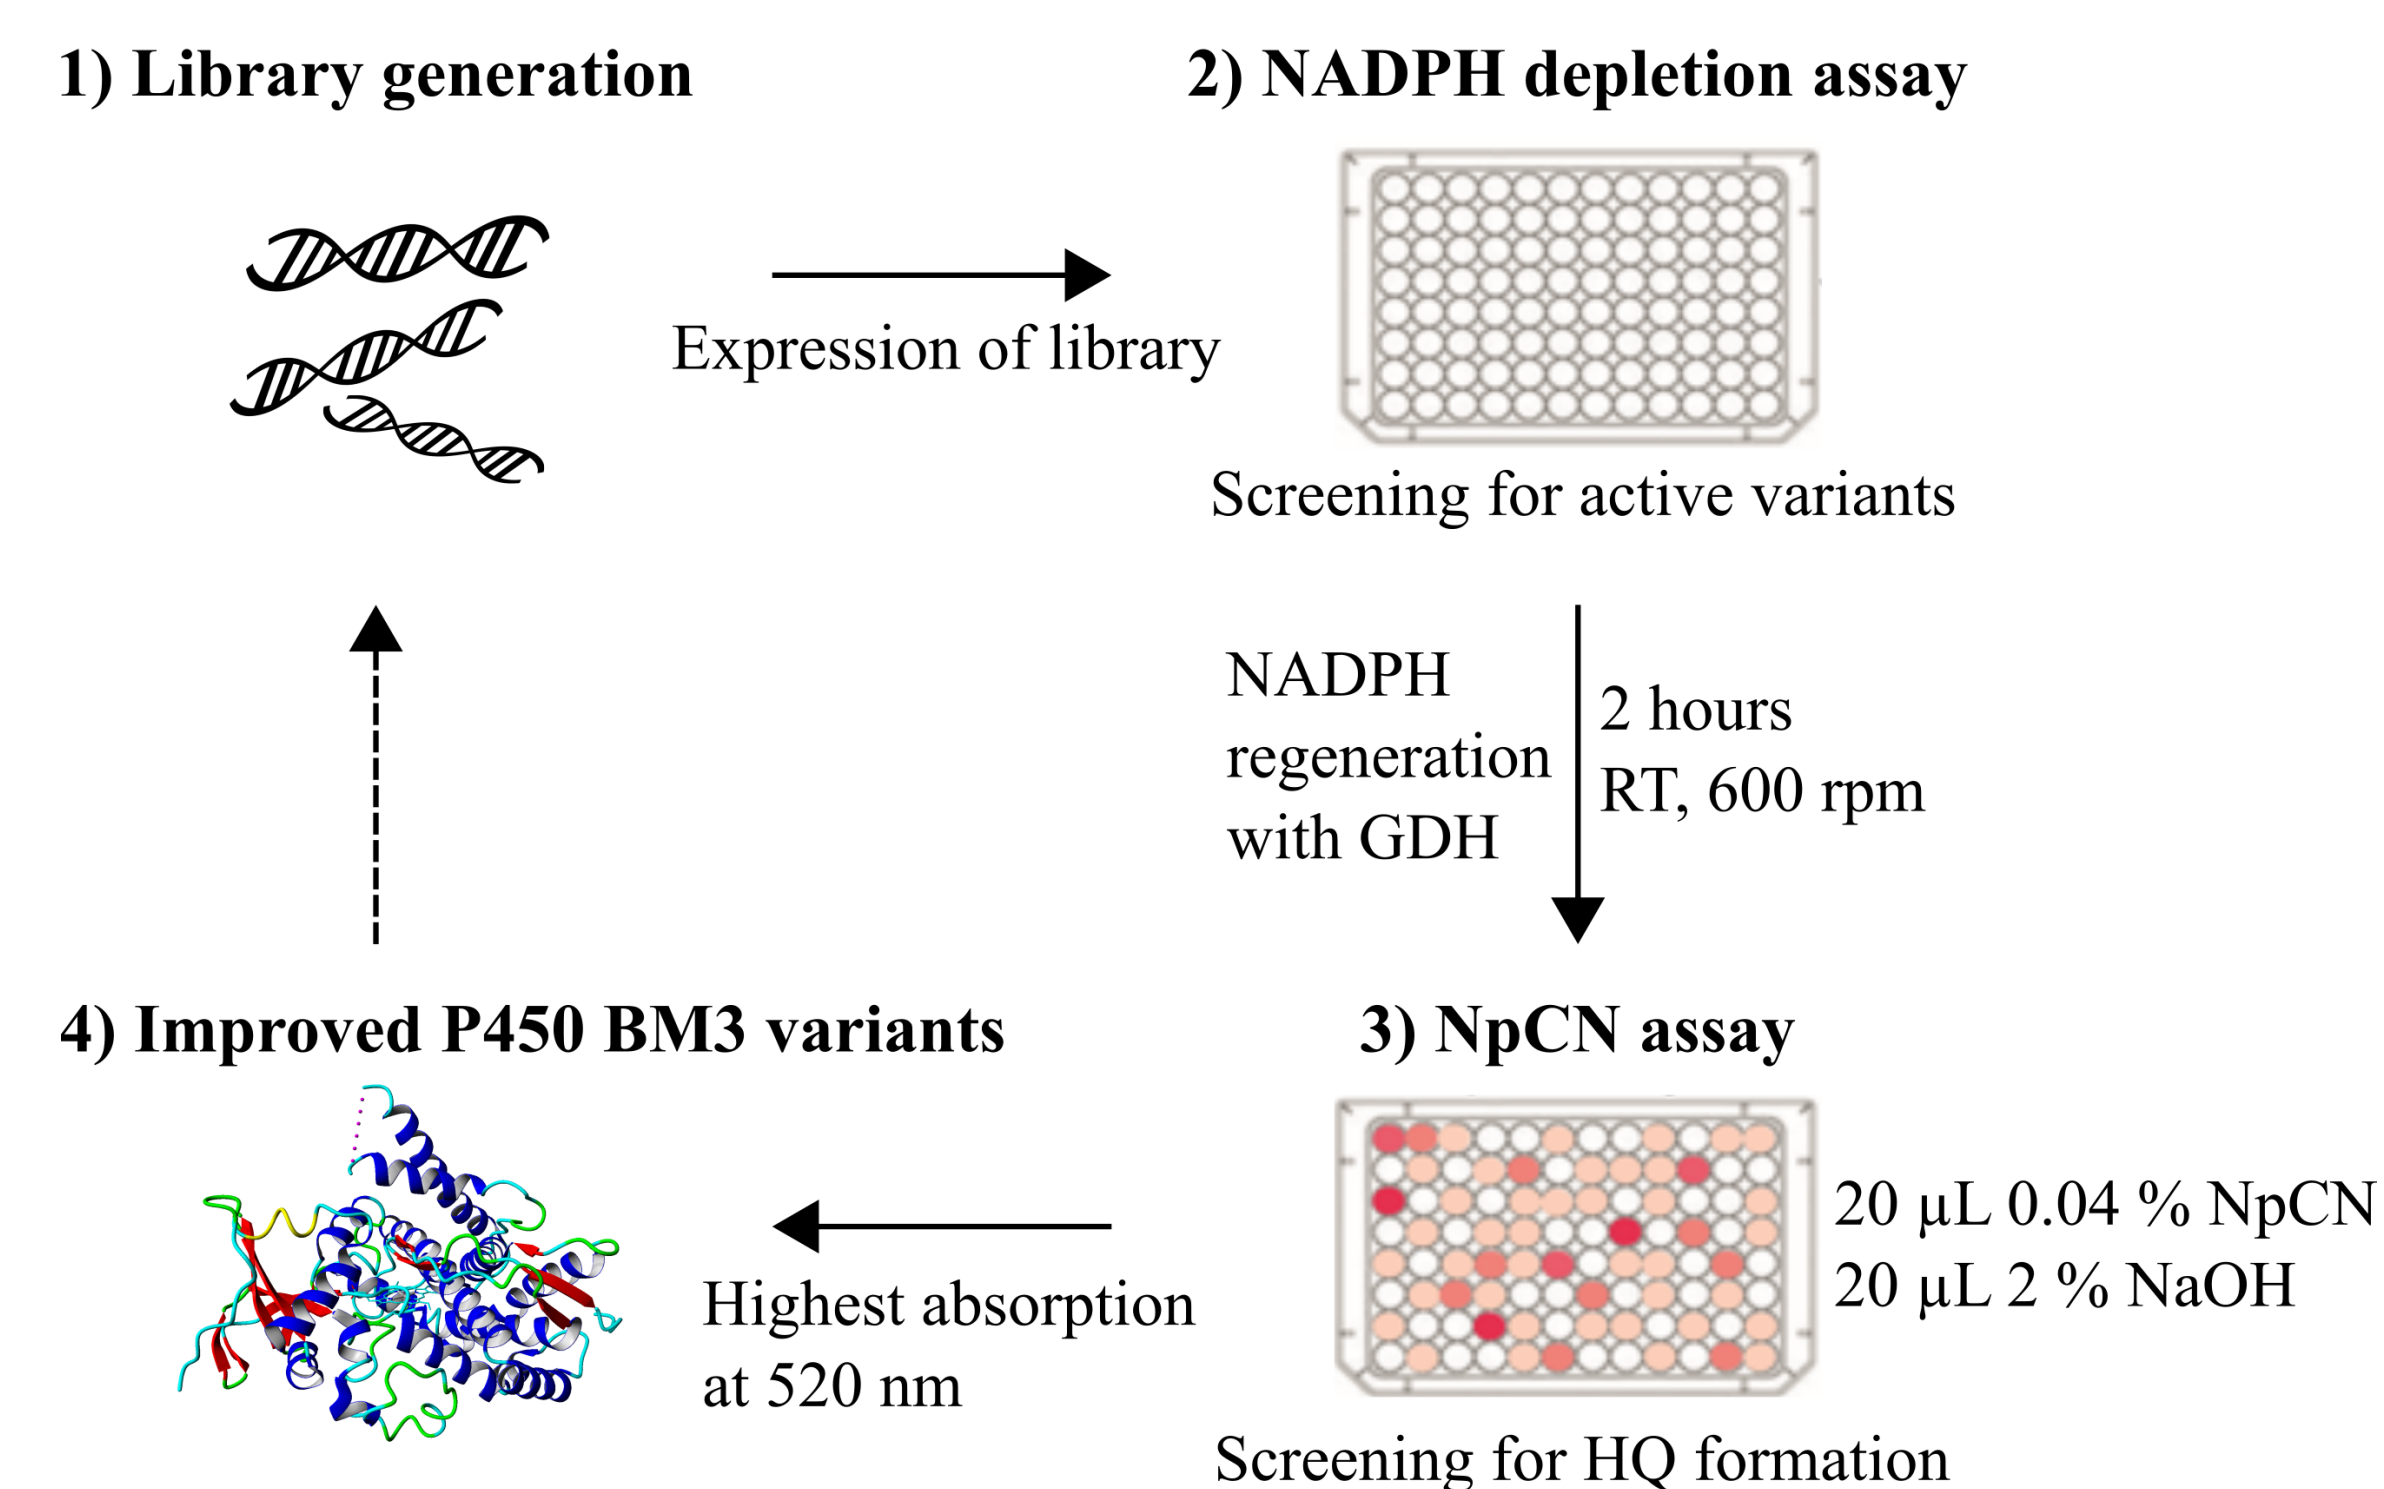 1) Library generation
2) NADPH depletion assay
Expression of library
Screening for active variants
NADPH
regeneration
with GDH
2 hours
RT, 600 rpm
4) Improved P450 BM3 variants
3) NpCN assay
20 µL 0.04 % NpCN
20 µL 2 % NaOH
Highest absorption
at 520 nm
Screening for HQ formation